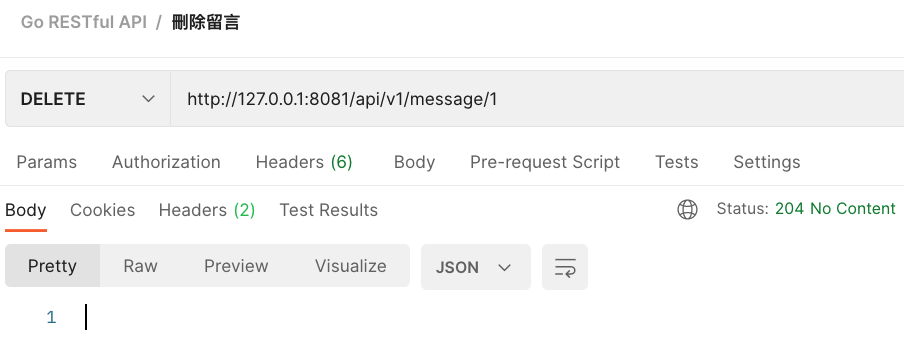 Go RESTful API / 刪除留言
DELETE http://127.0.0.1:8081/api/v1/message/1
Params Authorization Headers (6) Body Pre-request Script Tests Settings
Body Cookies Headers (2) Test Results Status: 204 No Content
Pretty Raw Preview Visualize JSON
1